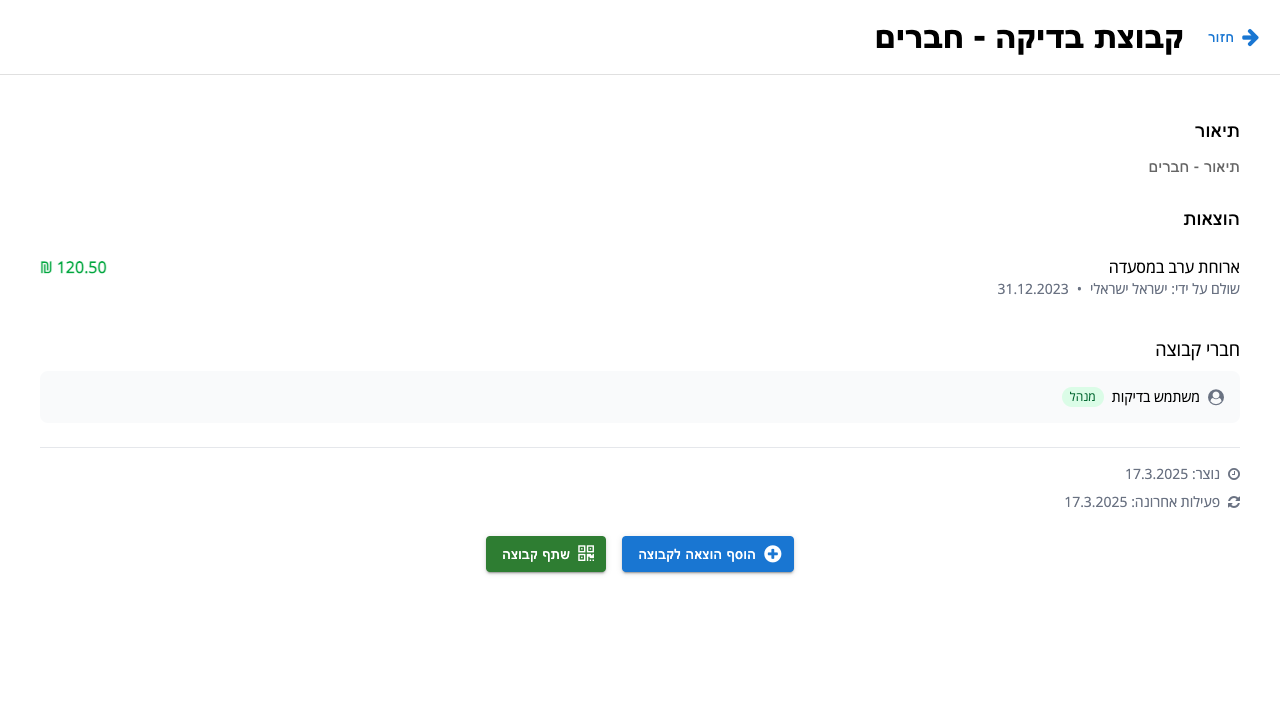 חזור
קבוצת בדיקה - חברים
תיאור
תיאור - חברים
הוצאות
ארוחת ערב במסעדה
120.50 ₪
שולם על ידי: ישראל ישראלי • 31.12.2023
חברי קבוצה
משתמש בדיקות מנהל
נוצר: 17.3.2025
פעילות אחרונה: 17.3.2025
הוסף הוצאה לקבוצה
שתף קבוצה